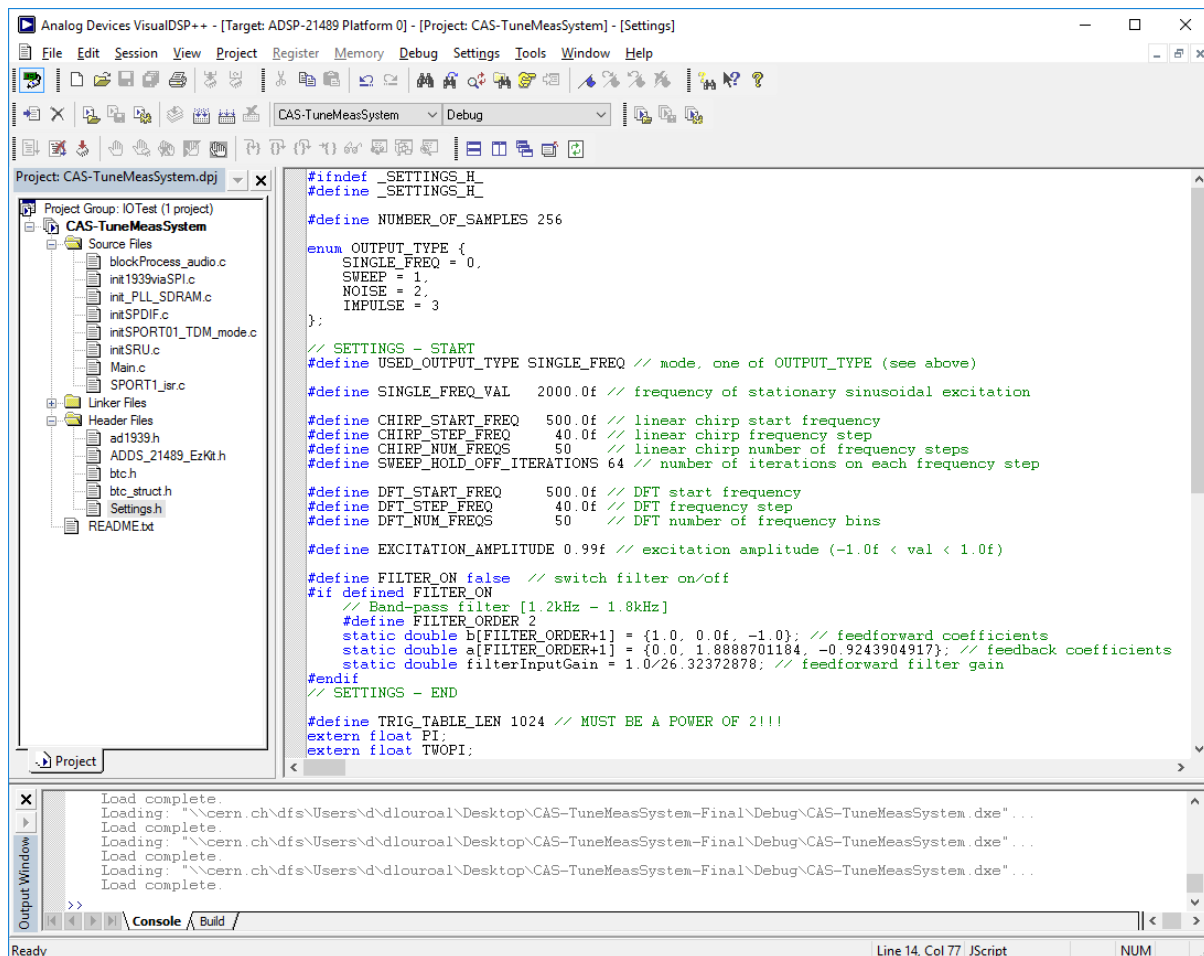 Analog Devices VisualDSP++ - [Target: ADSP-21489 Platform 0] - [Project: CAS-TuneMeasSystem] - [Settings]
File Edit Session View Project Register Memory Debug Settings Tools Window Help
CAS-TuneMeasSystem Debug
Project: CAS-TuneMeasSystem.dpj
Project Group: IOTest (1 project)
CAS-TuneMeasSystem
Source Files
blockProcess_audio.c
init1939viaSPI.c
init_PLL_SDRAM.c
initSPDIF.c
initSPORT01_TDM_mode.c
initSRU.c
Main.c
SPORT1_isr.c
Linker Files
Header Files
ad1939.h
ADDS_21489_EzKit.h
btc.h
btc_struct.h
Settings.h
README.txt
Project
#ifndef _SETTINGS_H_
#define _SETTINGS_H_
#define NUMBER_OF_SAMPLES 256
enum OUTPUT_TYPE {
SINGLE_FREQ = 0,
SWEEP = 1,
NOISE = 2,
IMPULSE = 3
};
// SETTINGS - START
#define USED_OUTPUT_TYPE SINGLE_FREQ // mode, one of OUTPUT_TYPE (see above)
#define SINGLE_FREQ_VAL 2000.0f // frequency of stationary sinusoidal excitation
#define CHIRP_START_FREQ 500.0f // linear chirp start frequency
#define CHIRP_STEP_FREQ 40.0f // linear chirp frequency step
#define CHIRP_NUM_FREQS 50 // linear chirp number of frequency steps
#define SWEEP_HOLD_OFF_ITERATIONS 64 // number of iterations on each frequency step
#define DFT_START_FREQ 500.0f // DFT start frequency
#define DFT_STEP_FREQ 40.0f // DFT frequency step
#define DFT_NUM_FREQS 50 // DFT number of frequency bins
#define EXCITATION_AMPLITUDE 0.99f // excitation amplitude (-1.0f < val < 1.0f)
#define FILTER_ON false // switch filter on/off
#if defined FILTER_ON
// Band-pass filter [1.2kHz - 1.8kHz]
#define FILTER_ORDER 2
static double b[FILTER_ORDER+1] = {1.0, 0.0f, -1.0}; // feedforward coefficients
static double a[FILTER_ORDER+1] = {0.0, 1.8888701184, -0.9243904917}; // feedback coefficients
static double filterInputGain = 1.0/26.32372878; // feedforward filter gain
#endif
// SETTINGS - END
#define TRIG_TABLE_LEN 1024 // MUST BE A POWER OF 2!!!
extern float PI;
extern float TWOPI;
Output Window
Load complete.
Loading: "\\cern.ch\dfs\Users\d\dlouroal\Desktop\CAS-TuneMeasSystem-Final\Debug\CAS-TuneMeasSystem.dxe"...
Load complete.
Loading: "\\cern.ch\dfs\Users\d\dlouroal\Desktop\CAS-TuneMeasSystem-Final\Debug\CAS-TuneMeasSystem.dxe"...
Load complete.
Loading: "\\cern.ch\dfs\Users\d\dlouroal\Desktop\CAS-TuneMeasSystem-Final\Debug\CAS-TuneMeasSystem.dxe"...
Load complete.
>>
Console Build
Ready Line 14, Col 77 JScript NUM